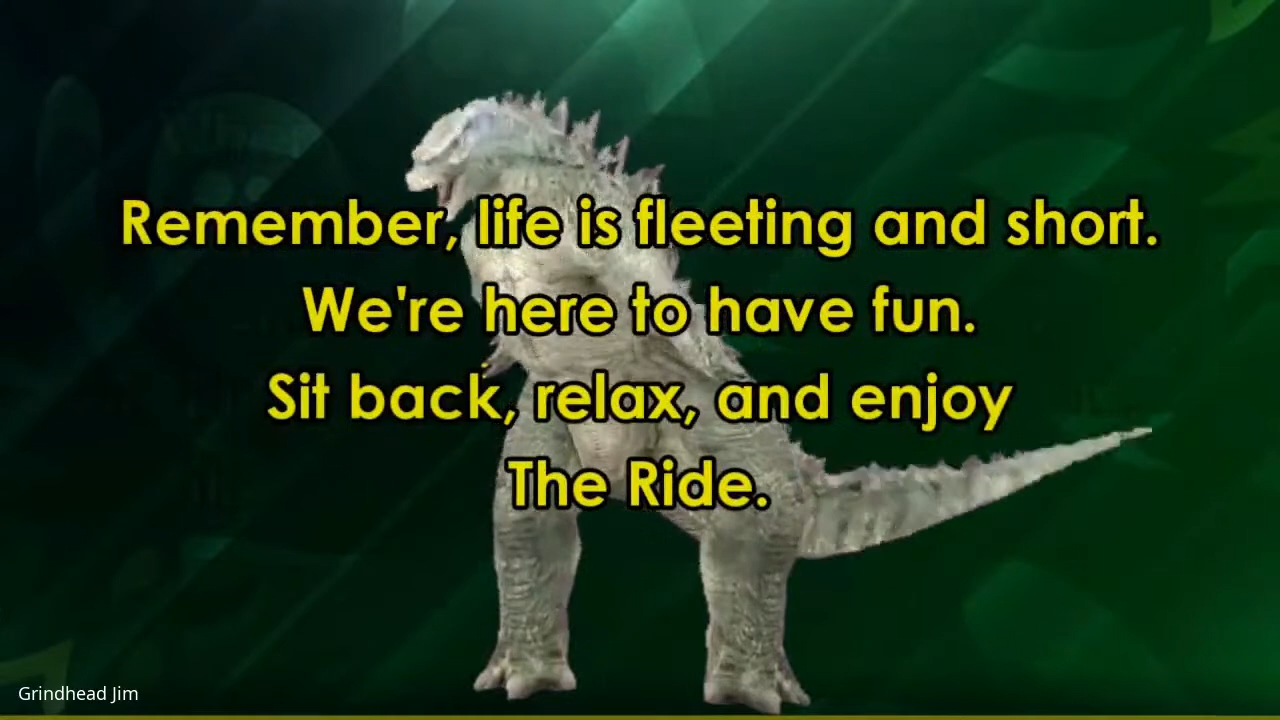 Remember, life is fleeting and short.
We're here to have fun.
Sit back, relax, and enjoy
The Ride.
Grindhead Jim